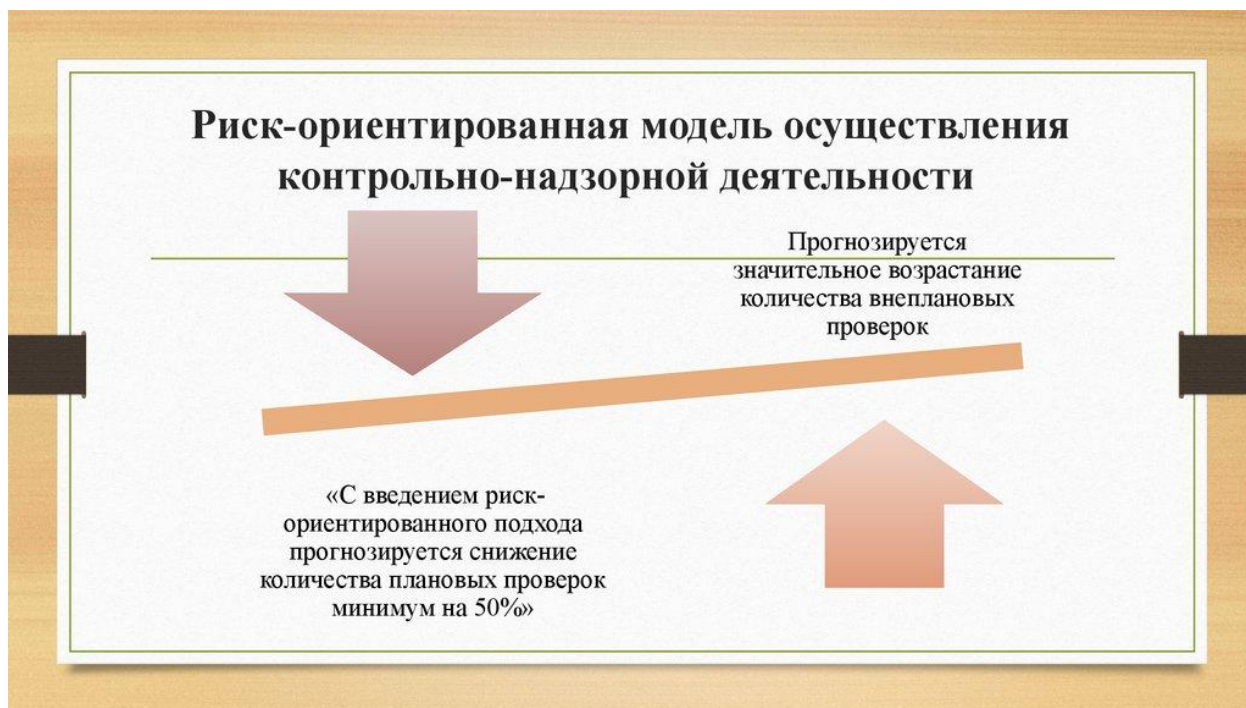 Риск-ориентированная модель осуществления
контрольно-надзорной деятельности
Прогнозируется
значительное возрастание
количества внеплановых
проверок
«С введением риск-
ориентированного подхода
прогнозируется снижение
количества плановых проверок
минимум на 50%»